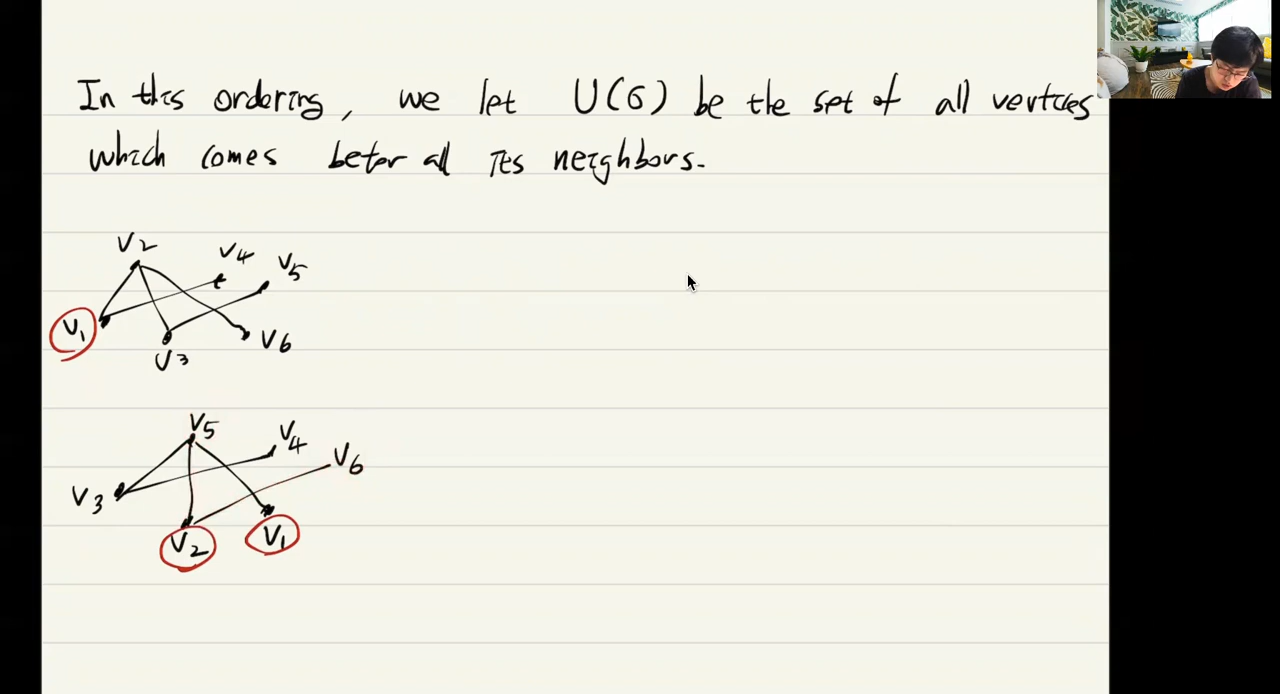 In this ordering, we let U(σ) be the set of all vertices
which comes befor all its neighbors.
V2
V4
V5
V1
V6
V3
V5
V4
V6
V3
V2
V1